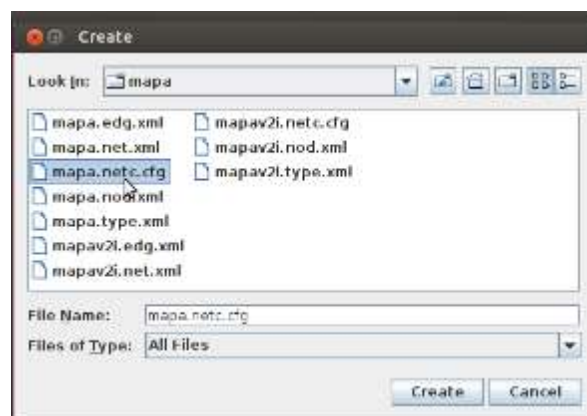 Create
Look In: mapa
mapa.edg.xml
mapa.net.xml
mapa.netc.cfg
mapa.nod.xml
mapa.type.xml
mapav2i.edg.xml
mapav2i.net.xml
mapav2i.netc.cfg
mapav2i.nod.xml
mapav2i.type.xml
File Name: mapa.netc.cfg
Files of Type: All Files
Create Cancel